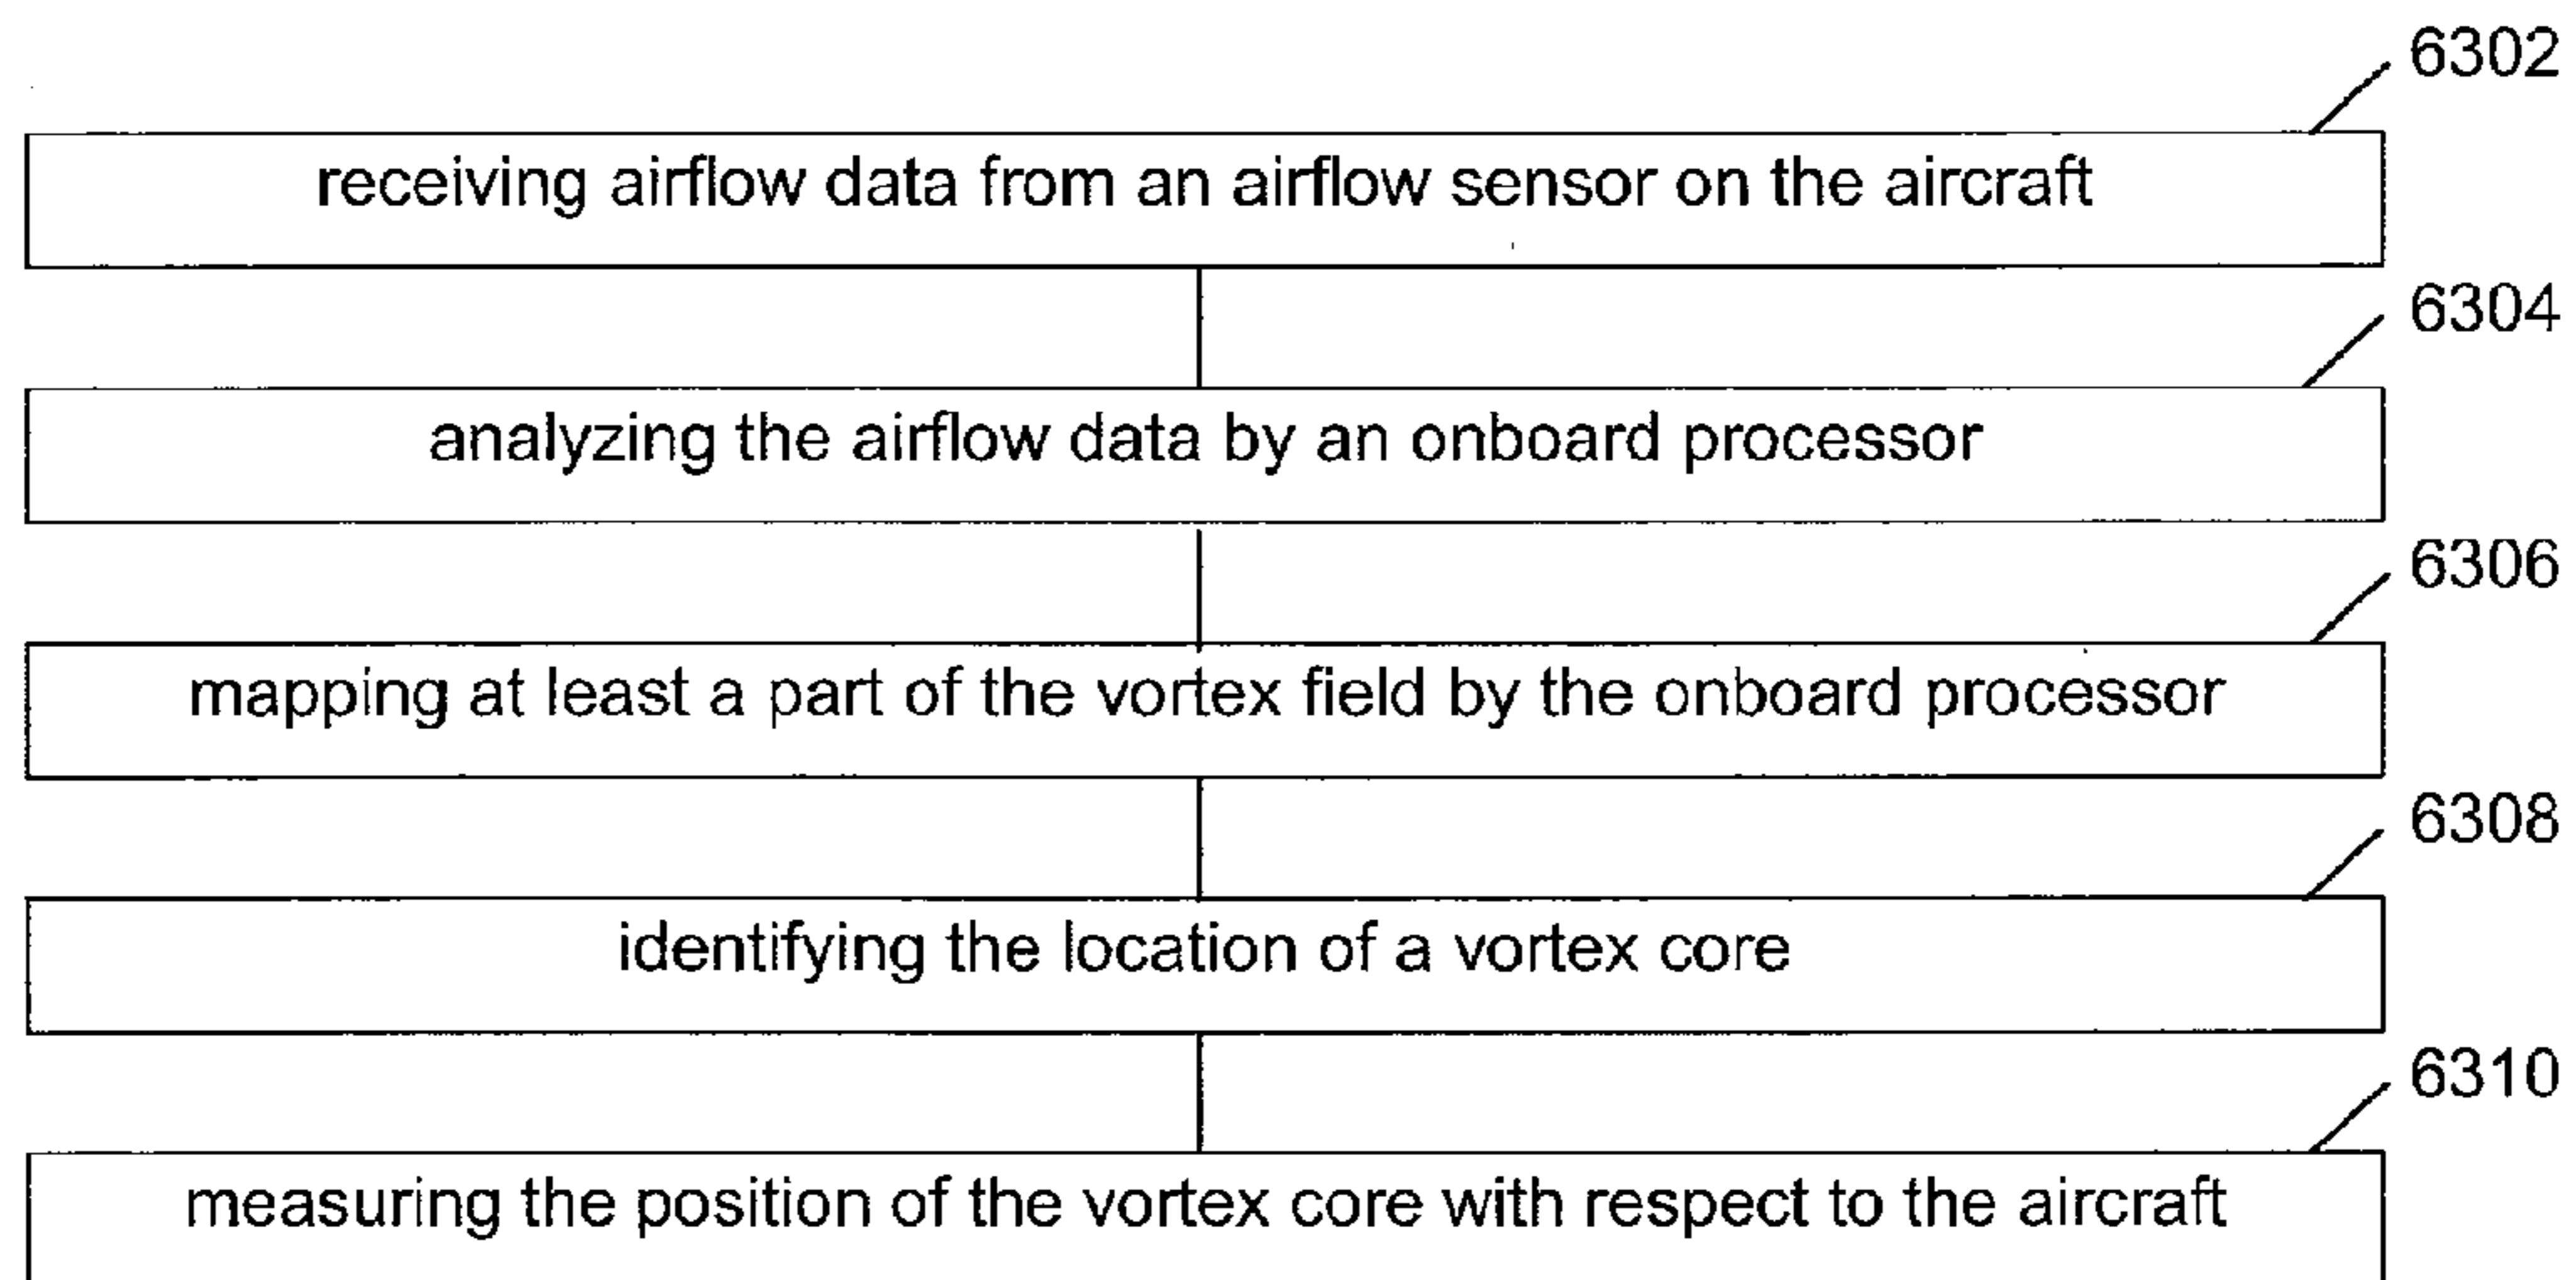 6302
receiving airflow data from an airflow sensor on the aircraft
6304
analyzing the airflow data by an onboard processor
6306
mapping at least a part of the vortex field by the onboard processor
6308
identifying the location of a vortex core
6310
measuring the position of the vortex core with respect to the aircraft